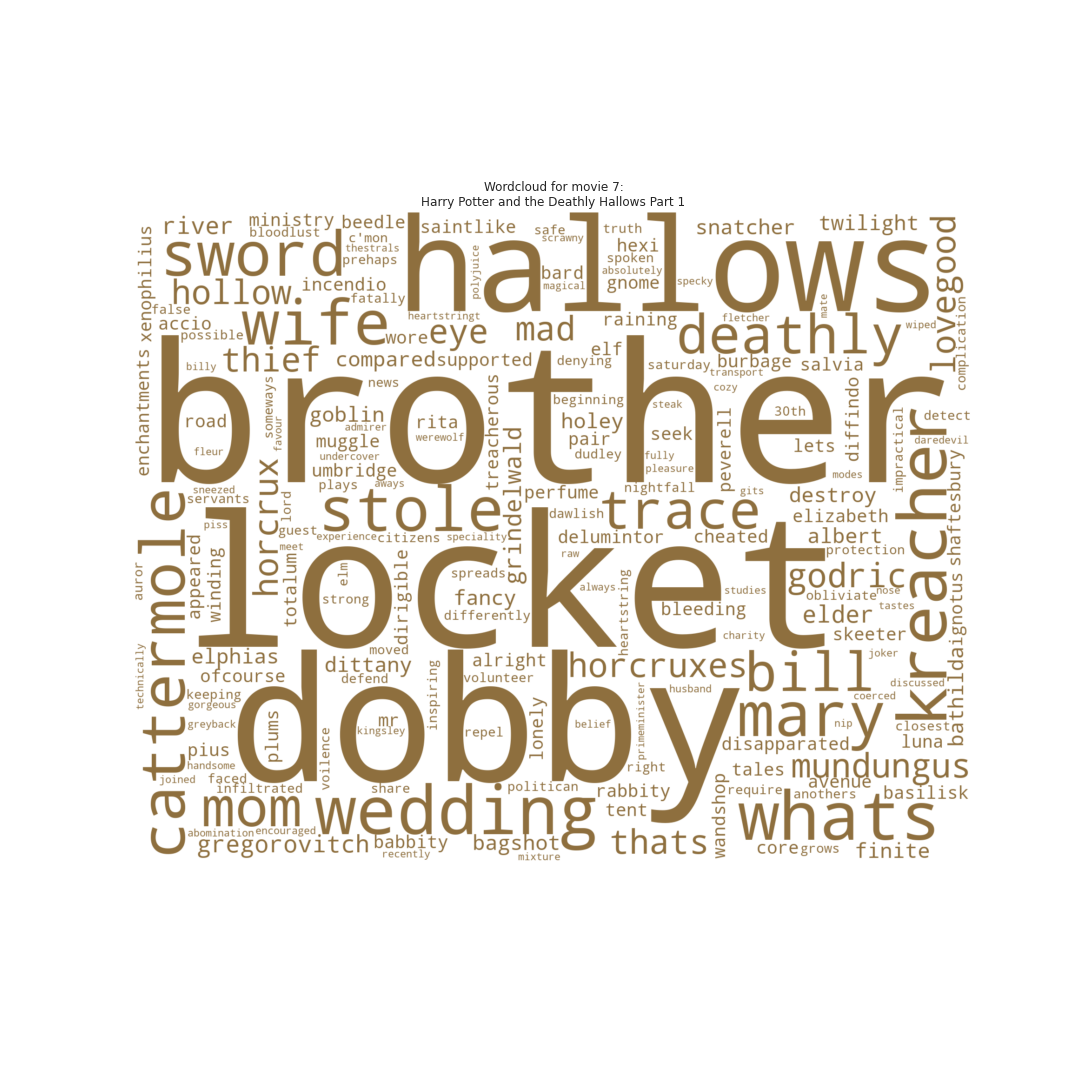 Wordcloud for movie 7:
Harry Potter and the Deathly Hallows Part 1
hallows
brother
locket
dobby
sword
wife
stole
trace
deathly
whats
wedding
mary
bill
mom
cattermole
kreacher
lovegood
horcrux
horcruxes
mundungus
godric
hollow.
thief
eye
mad
river
ministry
bloodlust
beedle
c'mon
thestrals
prehaps
saintlike
safe
scrawny
truth
hexi
spoken
absolutely
gnome
bard
magical
polyjuice
specky
snatcher
twilight
xenophilius
enchantments
false
accio
possible
incendio
fatally
heartstringt
wore
raining
fletcher
mate
wiped
complication
billy
compared
supported
denying
elf
saturday
burbage
salvia
transport
cozy
news
road
fleur
someways
favour
goblin
admirer
muggle
undercover
umbridge
plays
aways
rita
werewolf
treacherous
grindelwald
beginning
holey
pair
dudley
steak
seek
fully
pleasure
nightfall
peverell
gits
30th
lets
diffindo
modes
impractical
detect
daredevil
shaftesbury
sneezed
servants
piss
lord
guest
meet
experience
citizens
speciality
perfume
dawlish
delumintor
raw
cheated
destroy
elizabeth
albert
protection
auror
appeared
winding
totalum
elm
strong
dirigible
spreads
fancy
differently
always
heartstring
bleeding
studies
charity
obliviate
nose
elder
tastes
skeeter
joker
ignotus
bathilda
technically
elphias
ofcourse
keeping
gorgeous
greyback
pius
handsome
joined
faced
infiltrated
plums
dittany
moved
defend
mr
kingsley
voilence
share
inspiring
alright
volunteer
repel
lonely
belief
husband
primeminister
right
politican
rabbity
tent
disapparated
nip
coerced
discussed
closest
luna
tales
require
avenue
anothers
basilisk
wandshop
abomination
encouraged
gregorovitch
babbity
recently
bagshot
mixture
thats
core
grows
finite